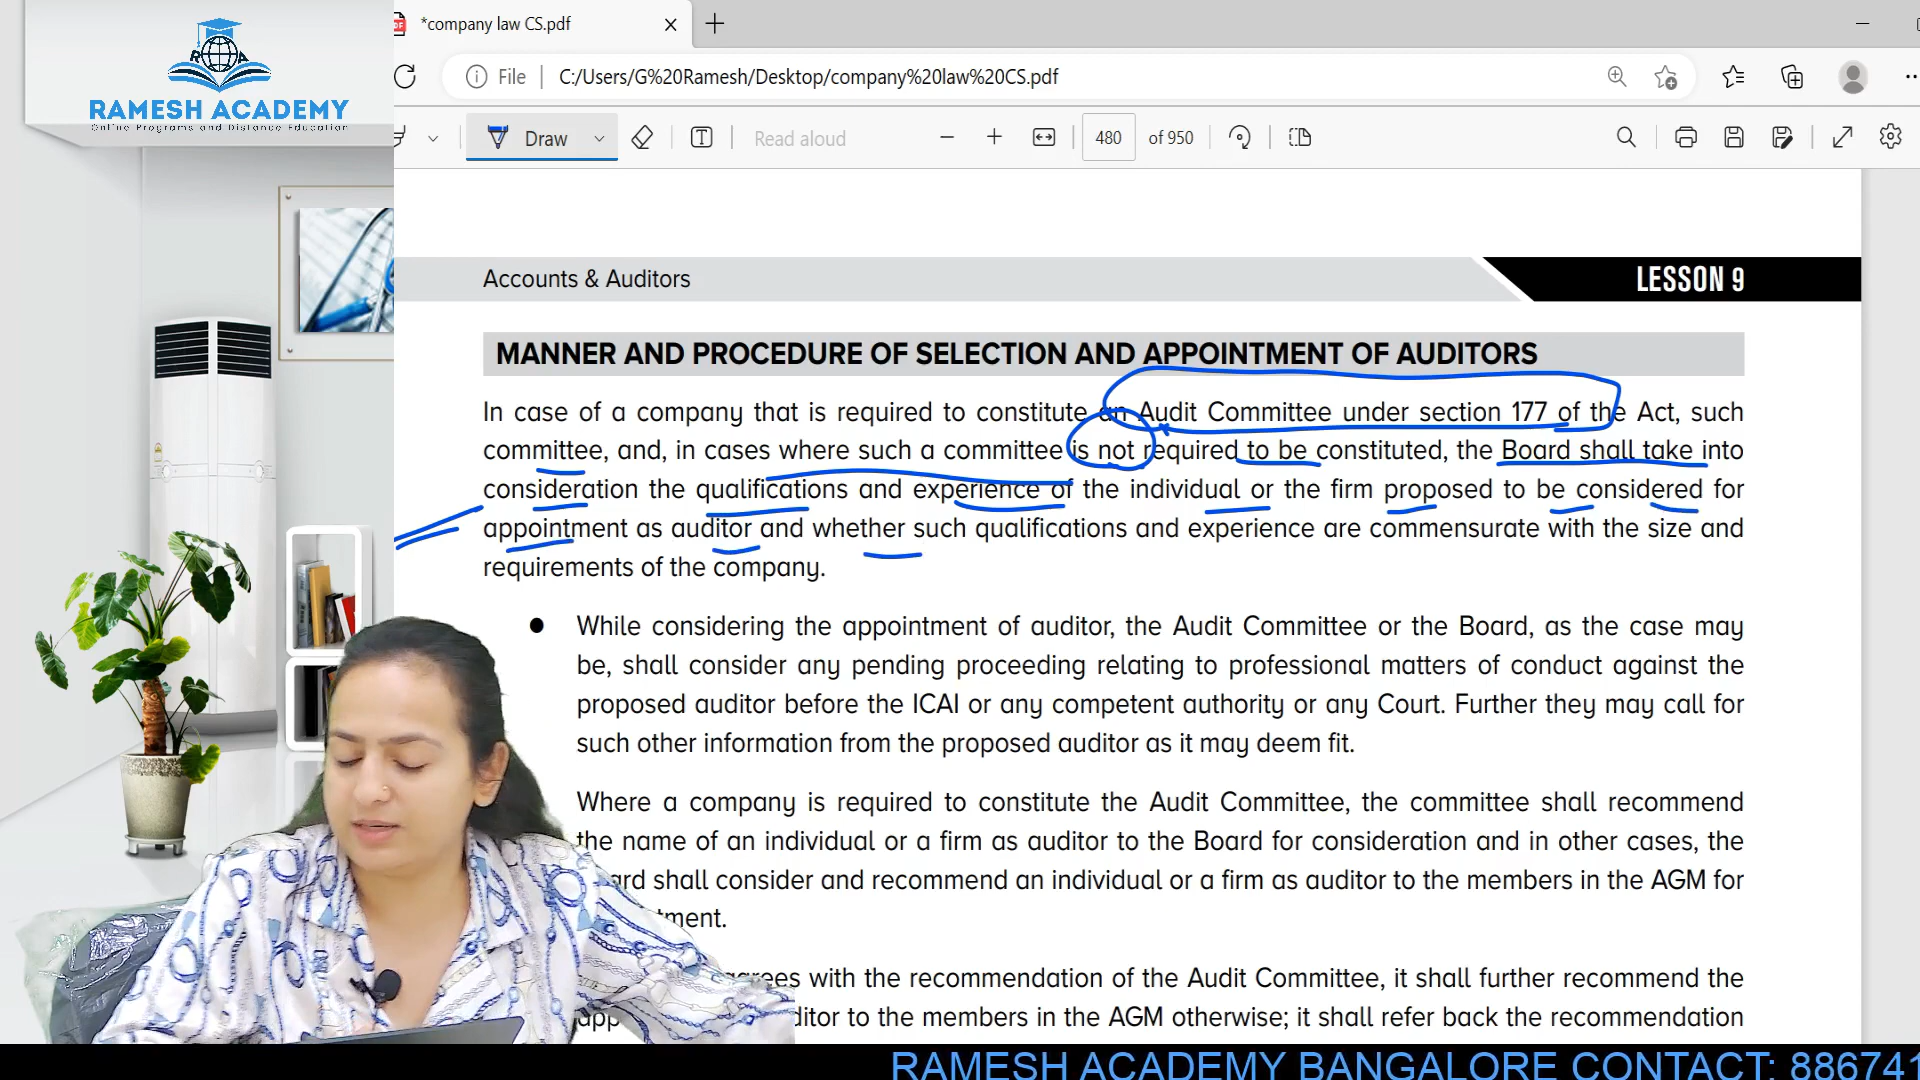 RAMESH ACADEMY
Online Programs and Distance Education
*company law CS.pdf
File
C:/Users/G%20Ramesh/Desktop/company%20law%20CS.pdf
Draw
Read aloud
480 of 950
Accounts & Auditors
LESSON 9
MANNER AND PROCEDURE OF SELECTION AND APPOINTMENT OF AUDITORS
In case of a company that is required to constitute an Audit Committee under section 177 of the Act, such
committee, and, in cases where such a committee is not required to be constituted, the Board shall take into
consideration the qualifications and experience of the individual or the firm proposed to be considered for
appointment as auditor and whether such qualifications and experience are commensurate with the size and
requirements of the company.
● While considering the appointment of auditor, the Audit Committee or the Board, as the case may
be, shall consider any pending proceeding relating to professional matters of conduct against the
proposed auditor before the ICAI or any competent authority or any Court. Further they may call for
such other information from the proposed auditor as it may deem fit.
Where a company is required to constitute the Audit Committee, the committee shall recommend
the name of an individual or a firm as auditor to the Board for consideration and in other cases, the
shall consider and recommend an individual or a firm as auditor to the members in the AGM for
with the recommendation of the Audit Committee, it shall further recommend the
to the members in the AGM otherwise; it shall refer back the recommendation
RAMESH ACADEMY BANGALORE CONTACT: 886741